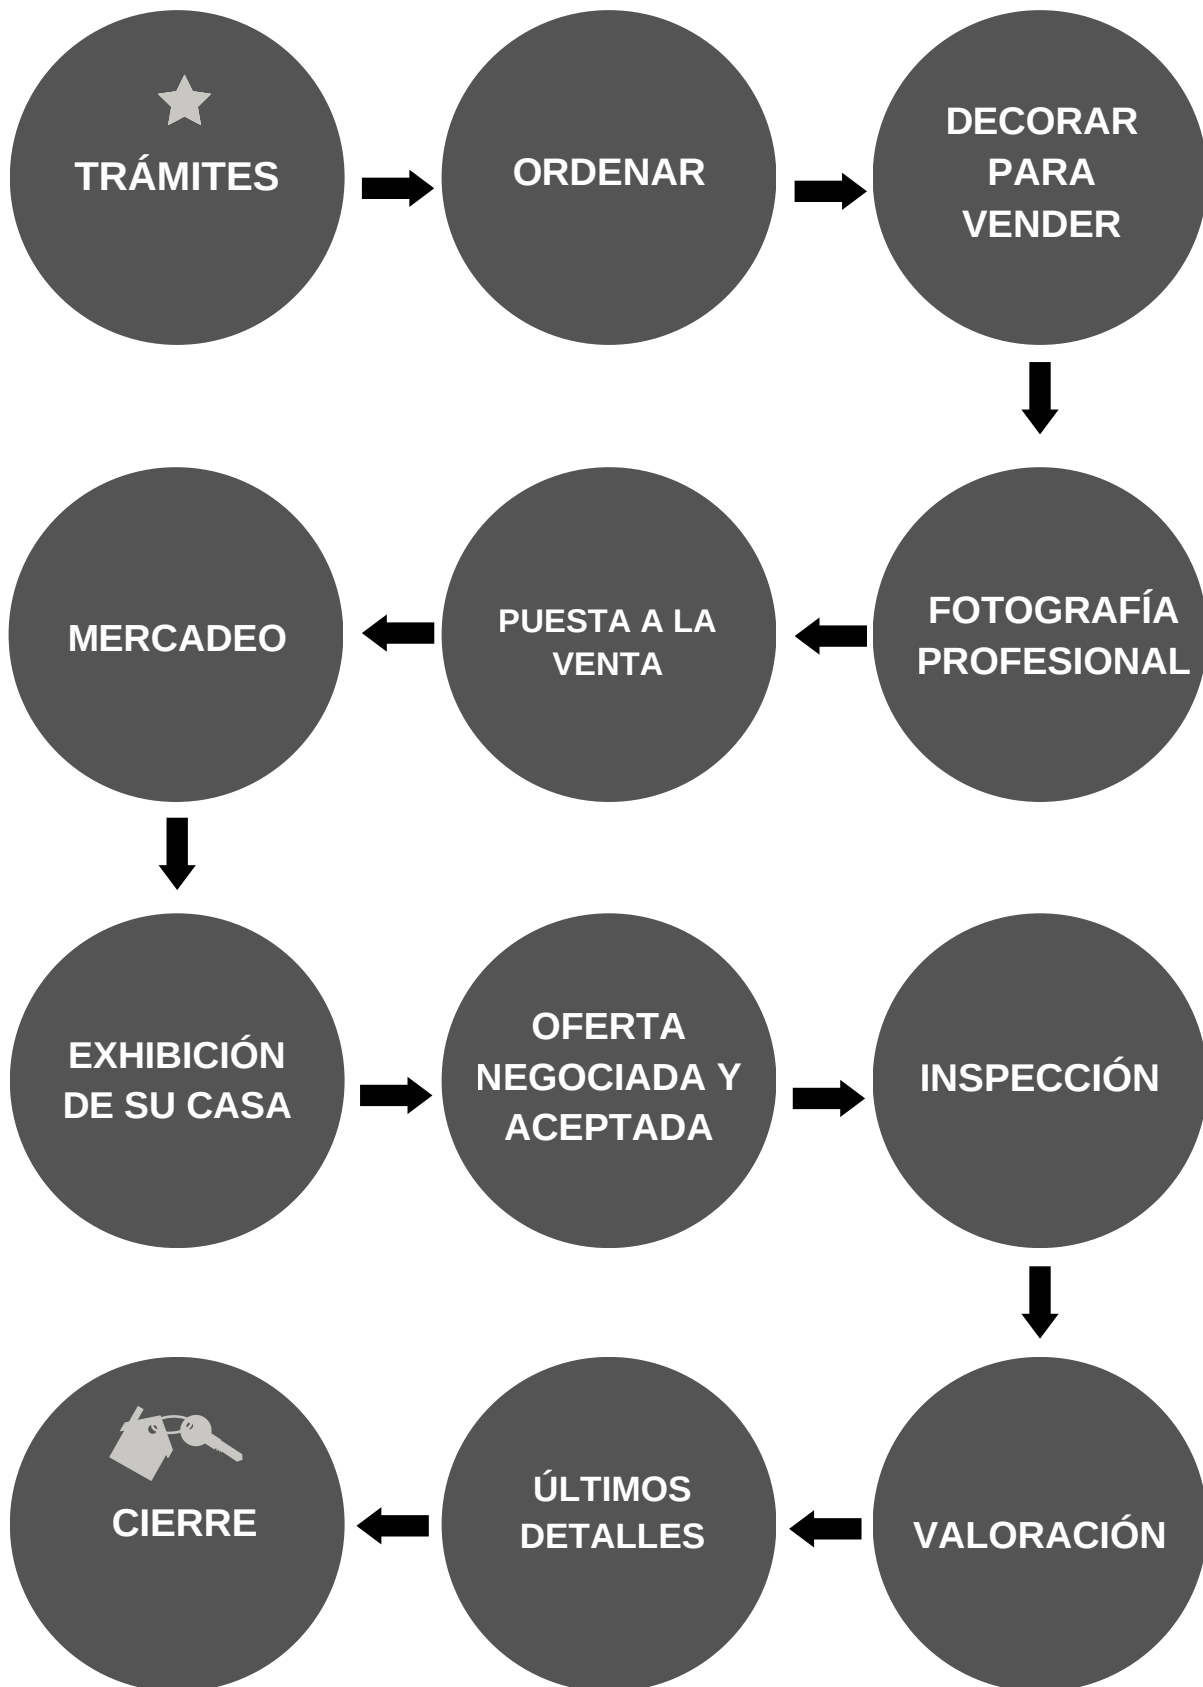 TRÁMITES
ORDENAR
DECORAR
PARA
VENDER
FOTOGRAFÍA
PROFESIONAL
PUESTA A LA
VENTA
MERCADEO
EXHIBICIÓN
DE SU CASA
OFERTA
NEGOCIADA Y
ACEPTADA
INSPECCIÓN
VALORACIÓN
ÚLTIMOS
DETALLES
CIERRE